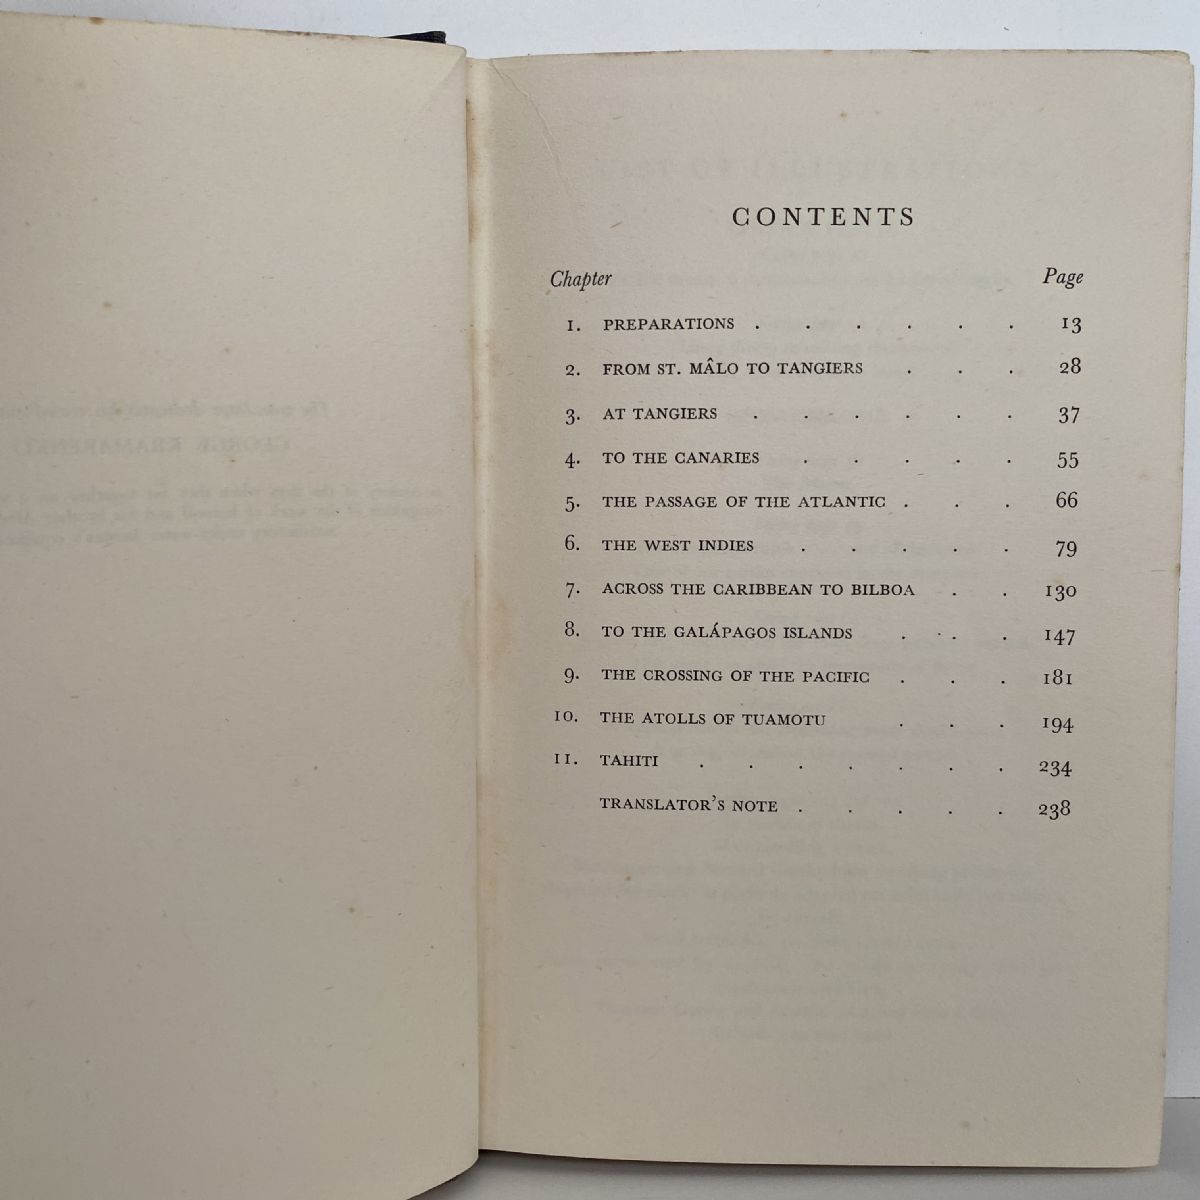 CONTENTS
Chapter Page
1. PREPARATIONS . . . . . . 13
2. FROM ST. MÂLO TO TANGIERS . . . 28
3. AT TANGIERS . . . . . . 37
4. TO THE CANARIES . . . . . 55
5. THE PASSAGE OF THE ATLANTIC . . . 66
6. THE WEST INDIES . . . . . 79
7. ACROSS THE CARIBBEAN TO BILBOA . . 130
8. TO THE GALÁPAGOS ISLANDS . . . 147
9. THE CROSSING OF THE PACIFIC . . . 181
10. THE ATOLLS OF TUAMOTU . . . 194
11. TAHITI . . . . . . . 234
TRANSLATOR'S NOTE . . . . . 238